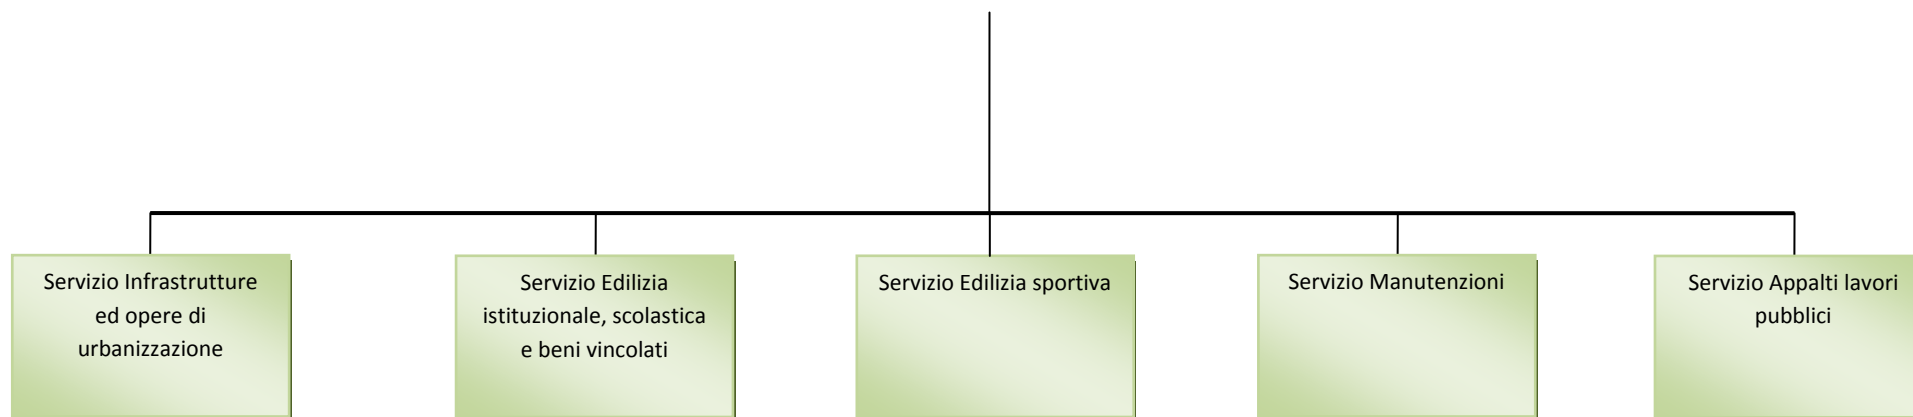 Servizio Infrastrutture
ed opere di
urbanizzazione
Servizio Edilizia
istituzionale, scolastica
e beni vincolati
Servizio Edilizia sportiva
Servizio Manutenzioni
Servizio Appalti lavori
pubblici